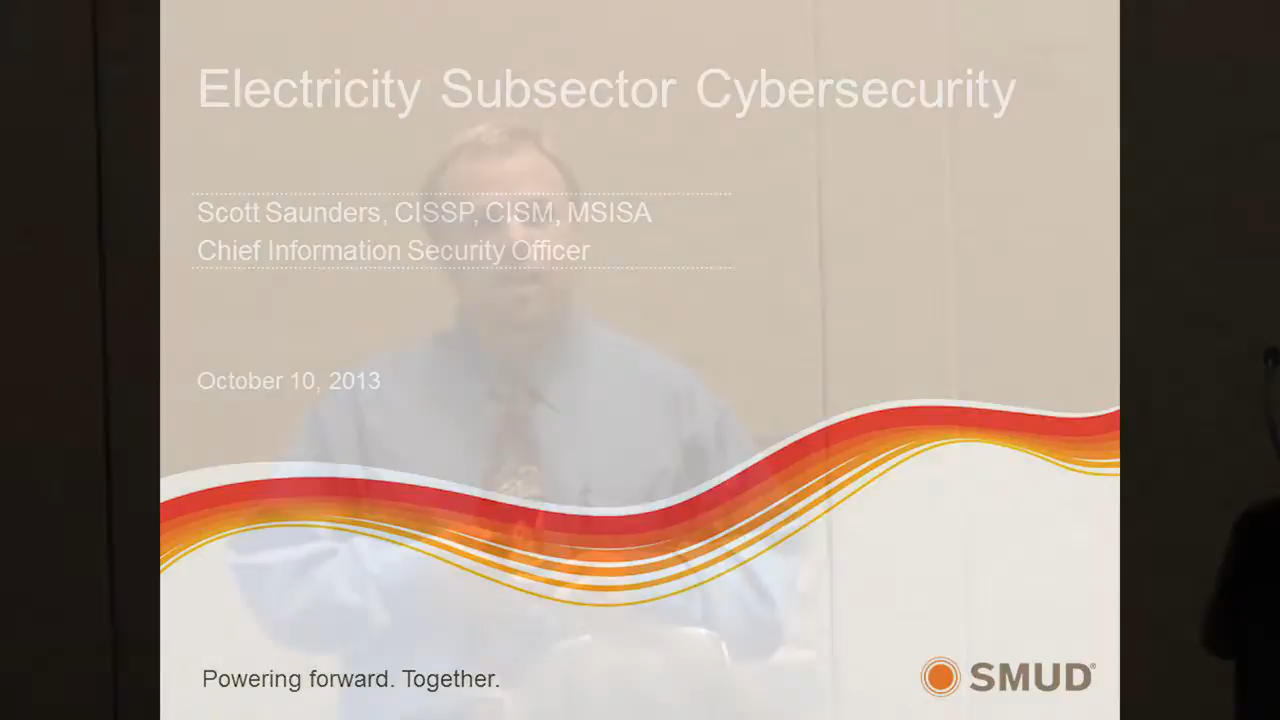 Electricity Subsector Cybersecurity
Scott Saunders, CISSP, CISM, MSISA
Chief Information Security Officer
October 10, 2013
Powering forward. Together.
SMUD®